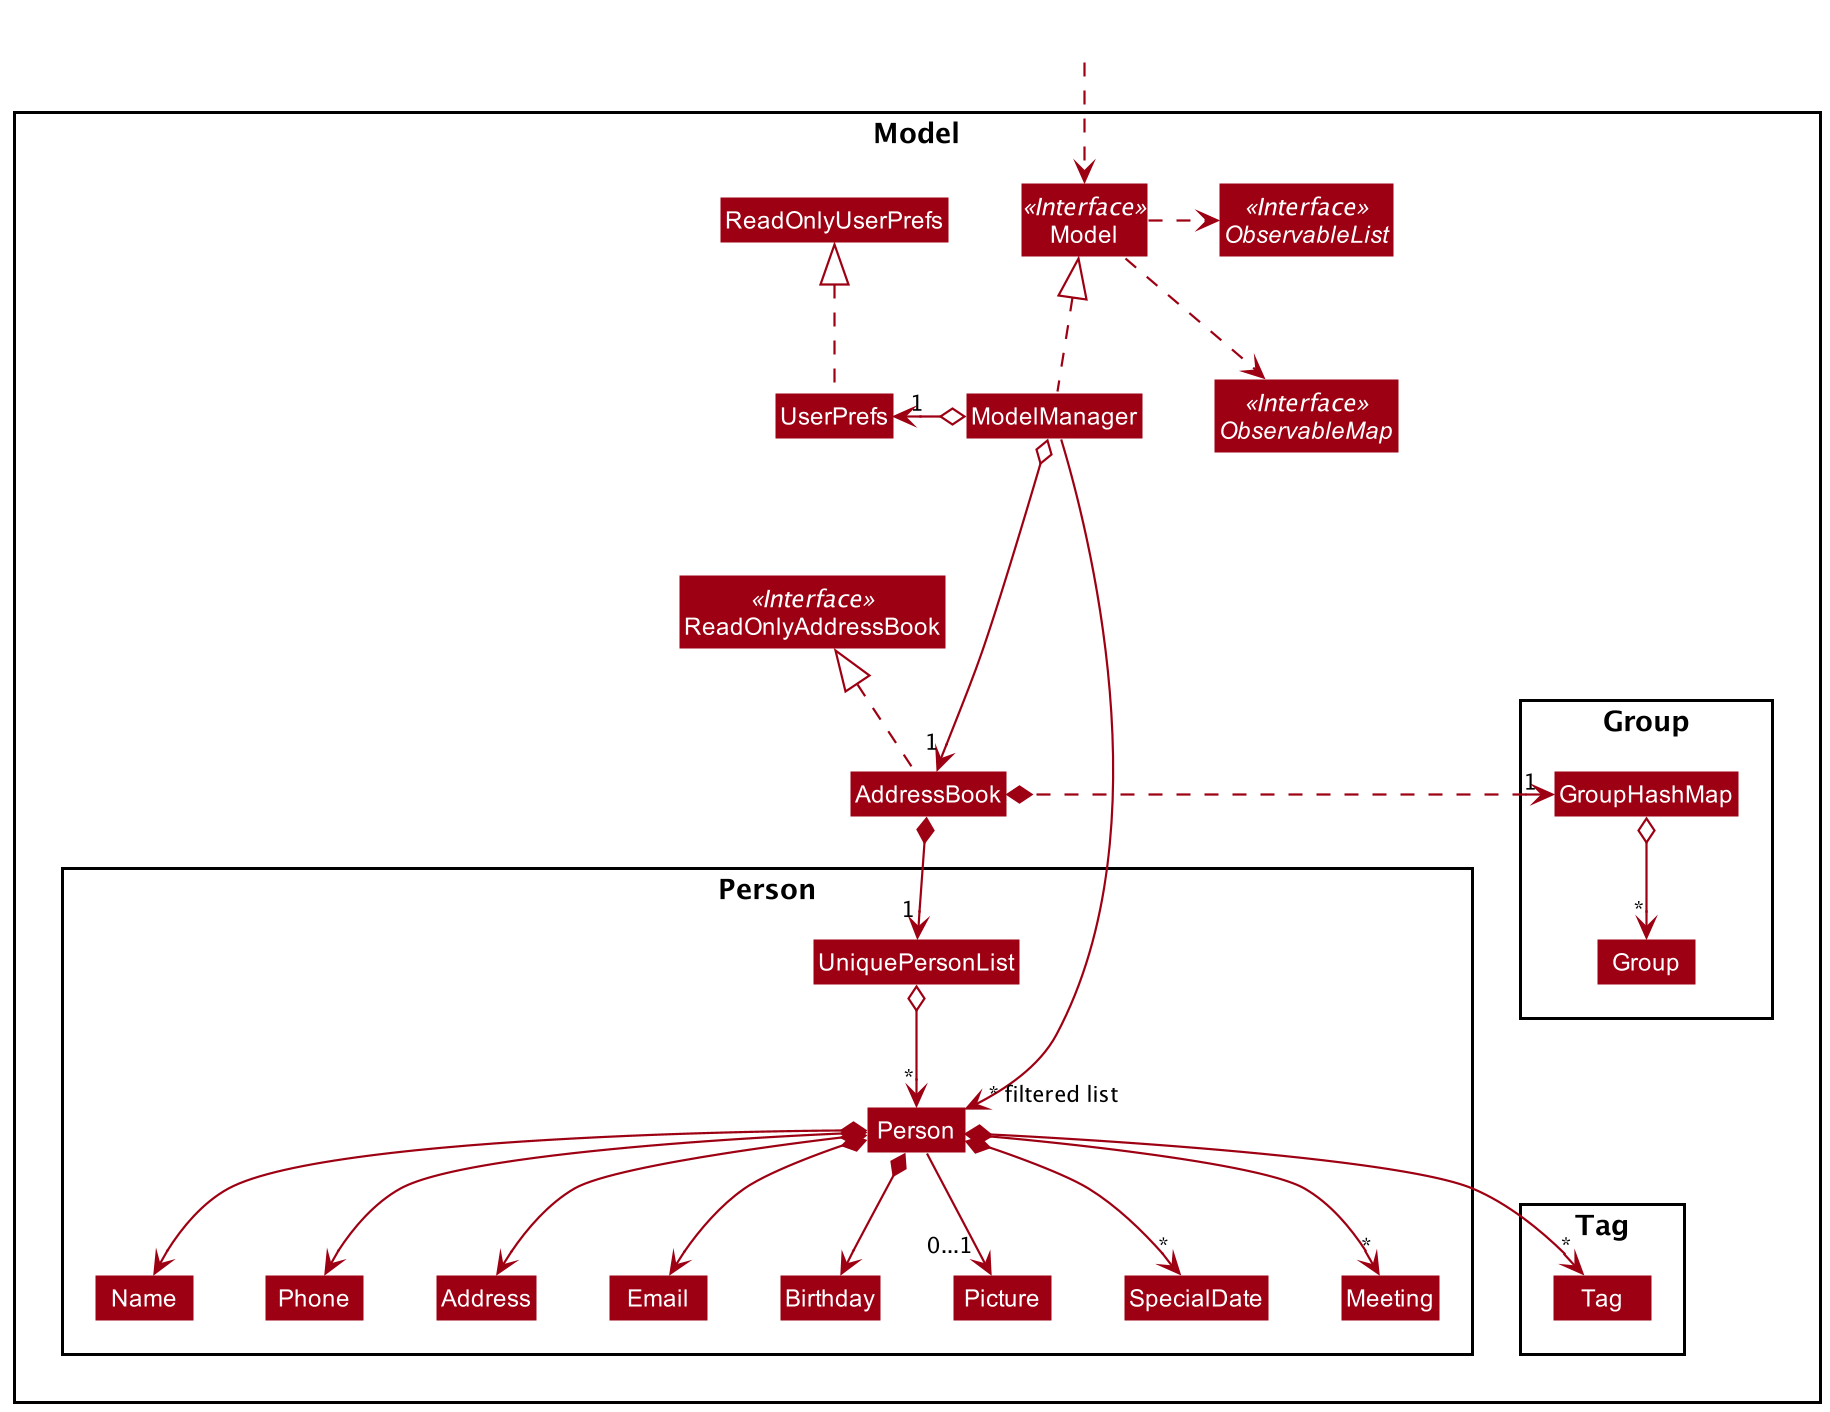 Model
ReadOnlyUserPrefs
«Interface»
Model
«Interface»
ObservableList
UserPrefs
1
ModelManager
«Interface»
ObservableMap
«Interface»
ReadOnlyAddressBook
1
AddressBook
Group
1
GroupHashMap
*
Group
Person
1
UniquePersonList
*
* filtered list
Person
0...1
*
*
Name
Phone
Address
Email
Birthday
Picture
SpecialDate
Meeting
Tag
*
Tag